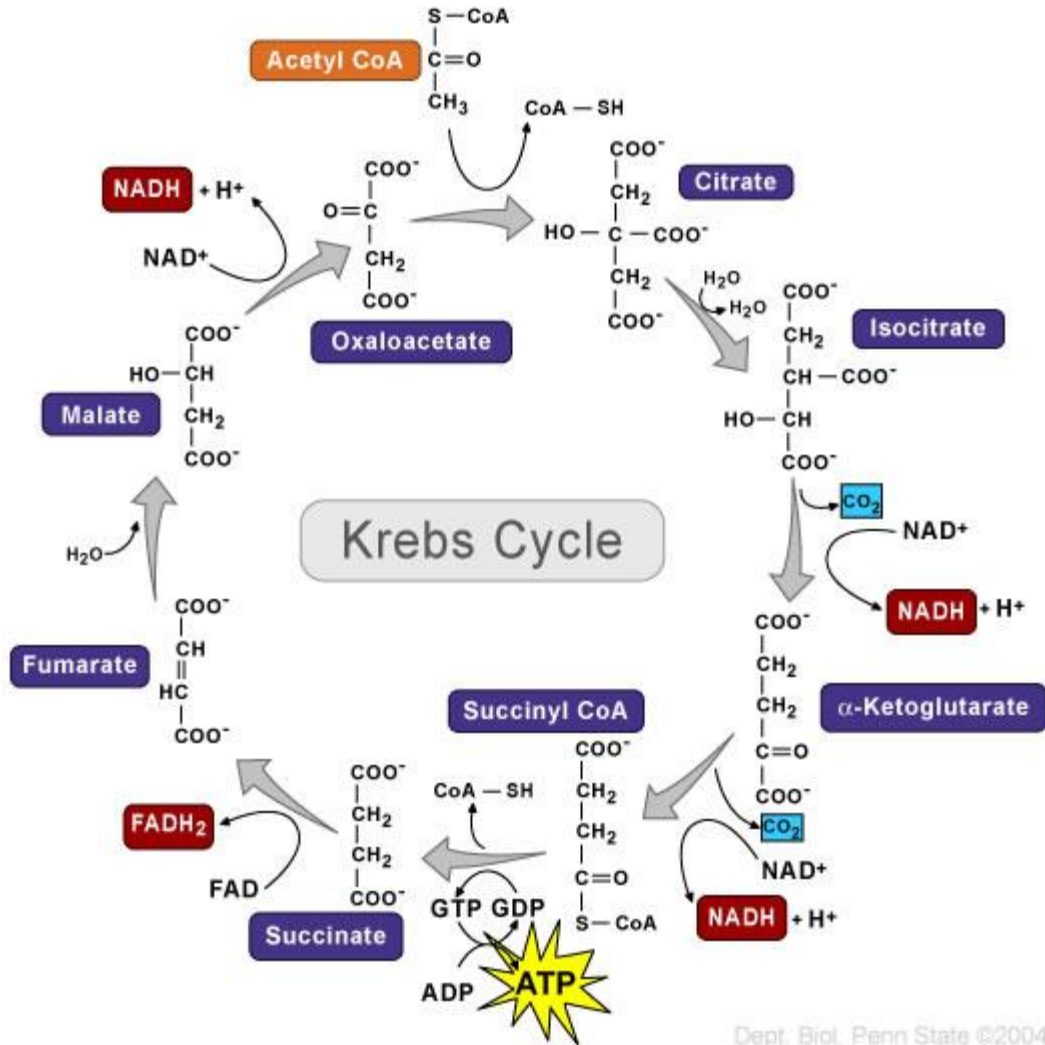 S — CoA
Acetyl CoA
C=O
CH₃
CoA — SH
COO⁻
CH₂
HO — C — COO⁻
CH₂
COO⁻
Citrate
NADH + H⁺
NAD⁺
COO⁻
O=C
CH₂
COO⁻
Oxaloacetate
H₂O
H₂O
COO⁻
CH₂
CH — COO⁻
HO — CH
COO⁻
Isocitrate
COO⁻
HO — CH
CH₂
COO⁻
Malate
Krebs Cycle
CO₂
NAD⁺
NADH + H⁺
H₂O
COO⁻
CH
HC
COO⁻
Fumarate
COO⁻
CH₂
CH₂
C=O
COO⁻
α-Ketoglutarate
Succinyl CoA
COO⁻
CH₂
CH₂
C=O
S — CoA
CO₂
NAD⁺
NADH + H⁺
CoA — SH
COO⁻
CH₂
CH₂
COO⁻
Succinate
FADH₂
FAD
GTP GDP
ADP
ATP
Dept. Biol. Penn State ©2004